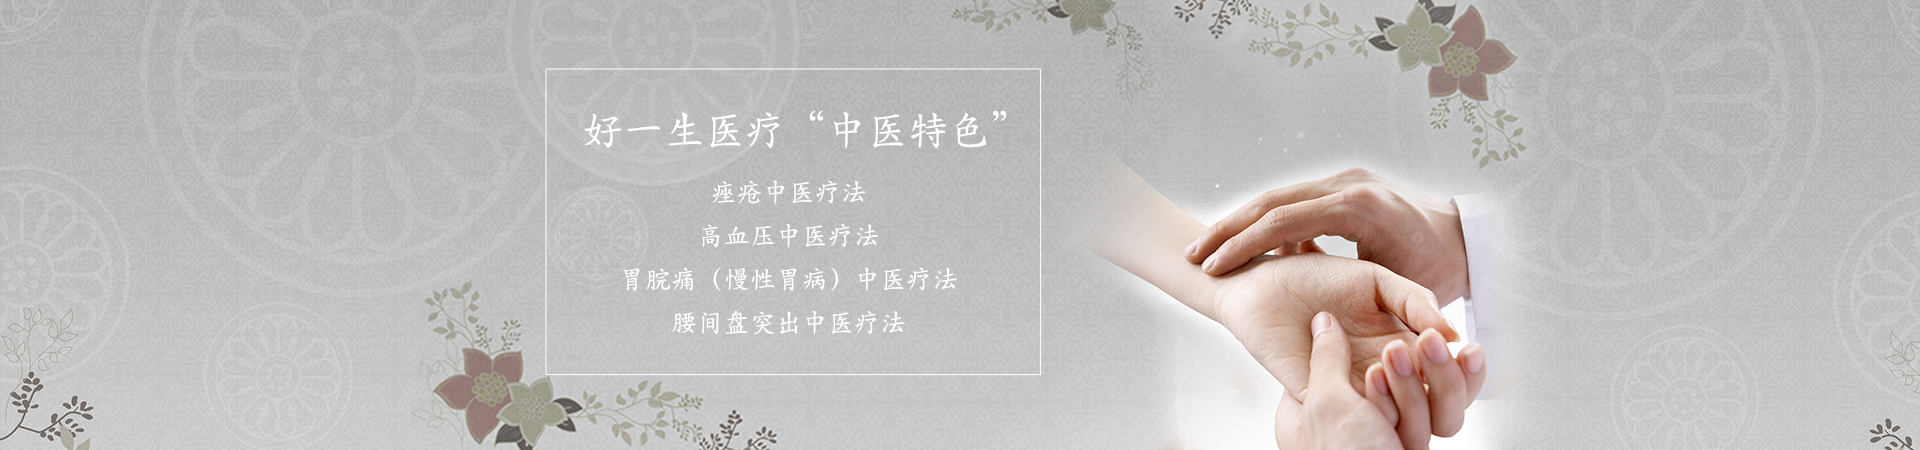 好一生医疗“中医特色”
痤疮中医疗法
高血压中医疗法
胃脘痛（慢性胃病）中医疗法
腰间盘突出中医疗法